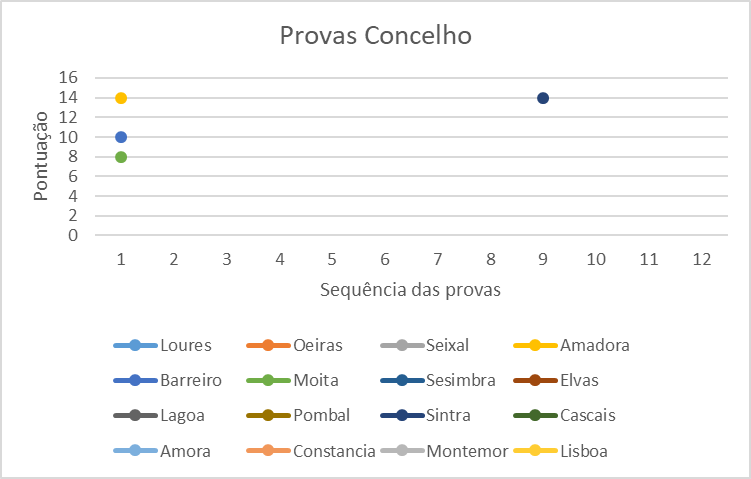 Provas Concelho
16
14
12
10
8
6
4
2
0
Pontuação
1 2 3 4 5 6 7 8 9 10 11 12
Sequência das provas
Loures Oeiras Seixal Amadora
Barreiro Moita Sesimbra Elvas
Lagoa Pombal Sintra Cascais
Amora Constancia Montemor Lisboa